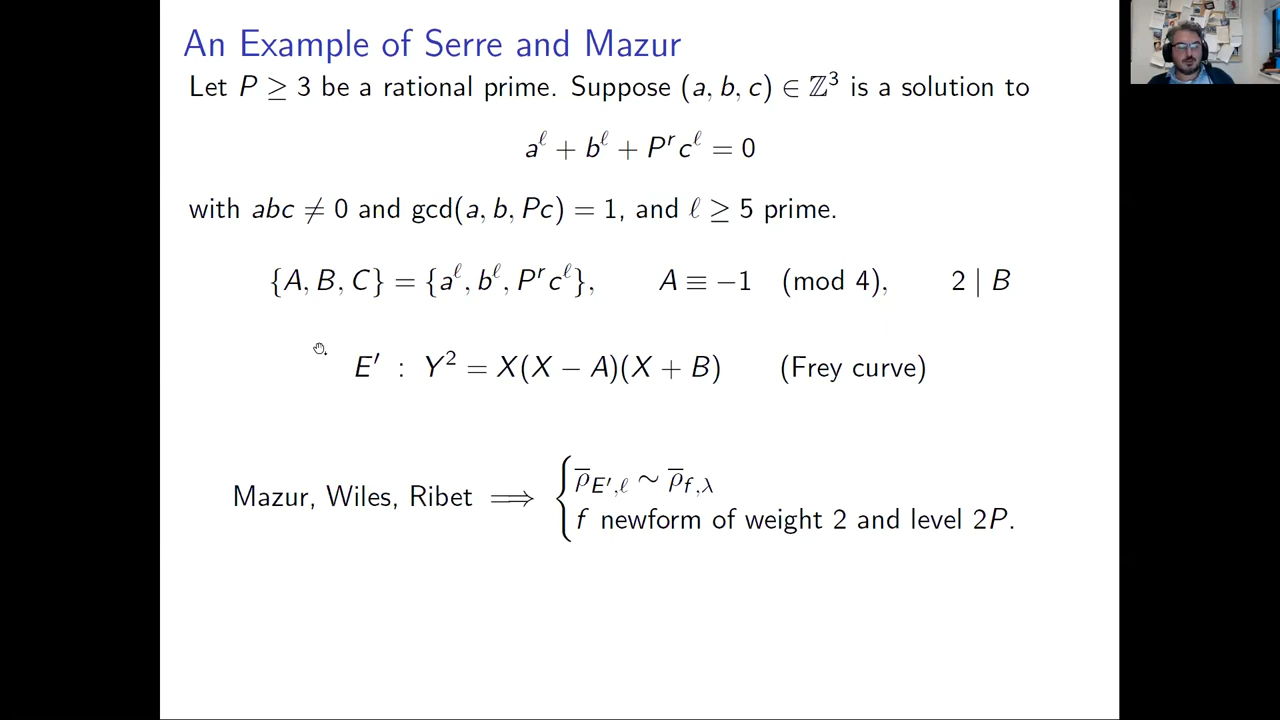 An Example of Serre and Mazur
Let P ≥ 3 be a rational prime. Suppose (a, b, c) ∈ ℤ³ is a solution to
a^ℓ + b^ℓ + P^r c^ℓ = 0
with abc ≠ 0 and gcd(a, b, Pc) = 1, and ℓ ≥ 5 prime.
{A, B, C} = {a^ℓ, b^ℓ, P^r c^ℓ}, A ≡ −1 (mod 4), 2 | B
E′ : Y² = X(X − A)(X + B) (Frey curve)
Mazur, Wiles, Ribet ⟹ { ρ̄_{E′,ℓ} ∼ ρ̄_{f,λ}
f newform of weight 2 and level 2P.